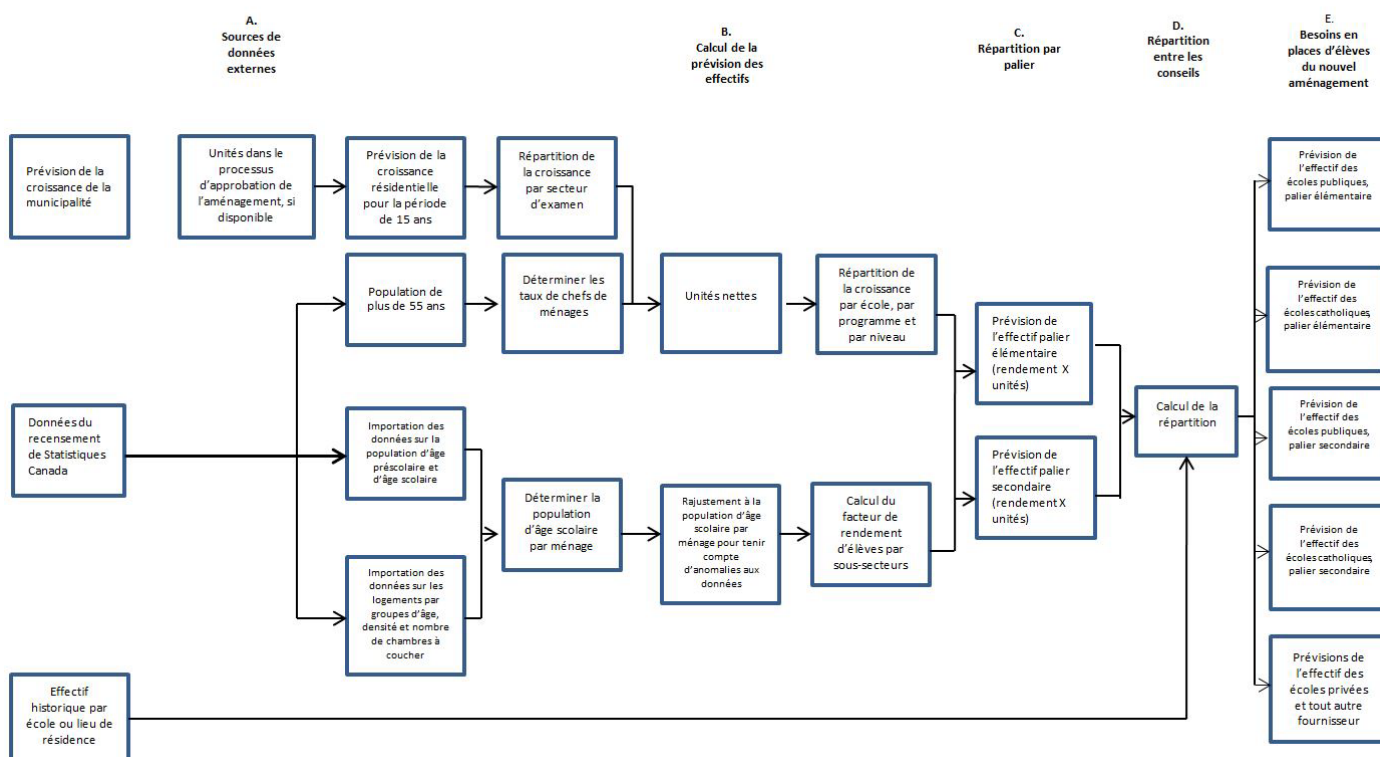 A.
Sources de
données
externes
B.
Calcul de la
prévision des
effectifs
C.
Répartition par
palier
D.
Répartition
entre les
conseils
E.
Besoins en
places d'élèves
du nouvel
aménagement
Prévision de la
croissance de la
municipalité
Unités dans le
processus
d'approbation de
l'aménagement, si
disponible
Prévision de la
croissance
résidentielle
pour la période
de 15 ans
Répartition de
la croissance
par secteur
d'examen
Prévision de
l'effectif des
écoles publiques,
palier élémentaire
Population de
plus de 55 ans
Déterminer les
taux de chefs de
ménages
Unités nettes
Répartition de
la croissance
par école, par
programme et
par niveau
Prévision de
l'effectif palier
élémentaire
(rendement X
unités)
Prévision de
l'effectif des
écoles catholiques,
palier élémentaire
Données du
recensement
de Statistiques
Canada
Importation des
données sur la
population d'âge
préscolaire et
d'âge scolaire
Calcul de la
répartition
Prévision de
l'effectif des
écoles publiques,
palier secondaire
Déterminer la
population
d'âge scolaire
par ménage
Rajustement à la
population d'âge
scolaire par
ménage pour tenir
compte
d'anomalies aux
données
Calcul du
facteur de
rendement
d'élèves par
sous-secteurs
Prévision de
l'effectif palier
secondaire
(rendement X
unités)
Prévision de
l'effectif des
écoles catholiques,
palier secondaire
Importation des
données sur les
logements par
groupes d'âge,
densité et nombre
de chambres à
coucher
Effectif
historique par
école ou lieu de
résidence
Prévisions de
l'effectif des
écoles privées
et tout autre
fournisseur